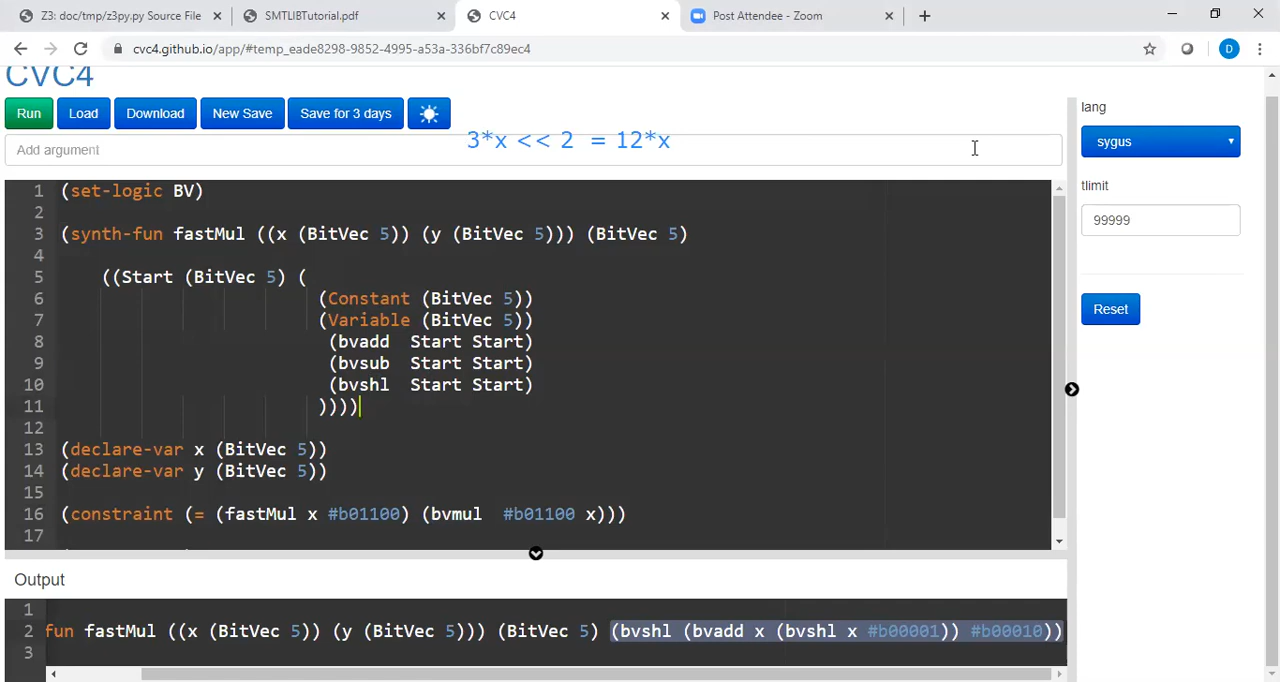 Z3: doc/tmp/z3py.py Source File
SMTLIBTutorial.pdf
CVC4
Post Attendee - Zoom
cvc4.github.io/app/#temp_eade8298-9852-4995-a53a-336bf7c89ec4
D
CVC4
Run
Load
Download
New Save
Save for 3 days
3*x << 2 = 12*x
Add argument
lang
sygus
tlimit
99999
Reset
1 (set-logic BV)
2
3 (synth-fun fastMul ((x (BitVec 5)) (y (BitVec 5))) (BitVec 5)
4
5 ((Start (BitVec 5) (
6 (Constant (BitVec 5))
7 (Variable (BitVec 5))
8 (bvadd Start Start)
9 (bvsub Start Start)
10 (bvshl Start Start)
11 ))))
12
13 (declare-var x (BitVec 5))
14 (declare-var y (BitVec 5))
15
16 (constraint (= (fastMul x #b01100) (bvmul #b01100 x)))
17
Output
1
2 fun fastMul ((x (BitVec 5)) (y (BitVec 5))) (BitVec 5) (bvshl (bvadd x (bvshl x #b00001)) #b00010))
3